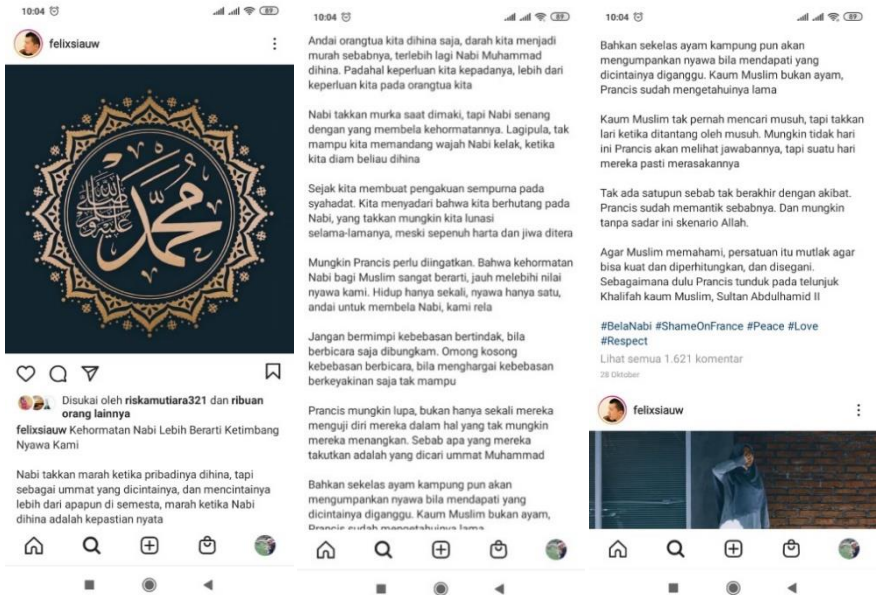 10:04
89
felixsiauw
محمد
صلى الله عليه وسلم
Disukai oleh riskamutiara321 dan ribuan
orang lainnya
felixsiauw Kehormatan Nabi Lebih Berarti Ketimbang
Nyawa Kami
Nabi takkan marah ketika pribadinya dihina, tapi
sebagai ummat yang dicintainya, dan mencintainya
lebih dari apapun di semesta, marah ketika Nabi
dihina adalah kepastian nyata
10:04
89
Andai orangtua kita dihina saja, darah kita menjadi
murah sebabnya, terlebih lagi Nabi Muhammad
dihina. Padahal keperluan kita kepadanya, lebih dari
keperluan kita pada orangtua kita
Nabi takkan murka saat dimaki, tapi Nabi senang
dengan yang membela kehormatannya. Lagipula, tak
mampu kita memandang wajah Nabi kelak, ketika
kita diam beliau dihina
Sejak kita membuat pengakuan sempurna pada
syahadat. Kita menyadari bahwa kita berhutang pada
Nabi, yang takkan mungkin kita lunasi
selama-lamanya, meski sepenuh harta dan jiwa ditera
Mungkin Prancis perlu diingatkan. Bahwa kehormatan
Nabi bagi Muslim sangat berarti, jauh melebihi nilai
nyawa kami. Hidup hanya sekali, nyawa hanya satu,
andai untuk membela Nabi, kami rela
Jangan bermimpi kebebasan bertindak, bila
berbicara saja dibungkam. Omong kosong
kebebasan berbicara, bila menghargai kebebasan
berkeyakinan saja tak mampu
Prancis mungkin lupa, bukan hanya sekali mereka
menguji diri mereka dalam hal yang tak mungkin
mereka menangkan. Sebab apa yang mereka
takutkan adalah yang dicari ummat Muhammad
Bahkan sekelas ayam kampung pun akan
mengumpankan nyawa bila mendapati yang
dicintainya diganggu. Kaum Muslim bukan ayam,
Prancis sudah mengetahuinya lama
10:04
89
Bahkan sekelas ayam kampung pun akan
mengumpankan nyawa bila mendapati yang
dicintainya diganggu. Kaum Muslim bukan ayam,
Prancis sudah mengetahuinya lama
Kaum Muslim tak pernah mencari musuh, tapi takkan
lari ketika ditantang oleh musuh. Mungkin tidak hari
ini Prancis akan melihat jawabannya, tapi suatu hari
mereka pasti merasakannya
Tak ada satupun sebab tak berakhir dengan akibat.
Prancis sudah memantik sebabnya. Dan mungkin
tanpa sadar ini skenario Allah.
Agar Muslim memahami, persatuan itu mutlak agar
bisa kuat dan diperhitungkan, dan disegani.
Sebagaimana dulu Prancis tunduk pada telunjuk
Khalifah kaum Muslim, Sultan Abdulhamid II
#BelaNabi #ShameOnFrance #Peace #Love
#Respect
Lihat semua 1.621 komentar
28 Oktober
felixsiauw